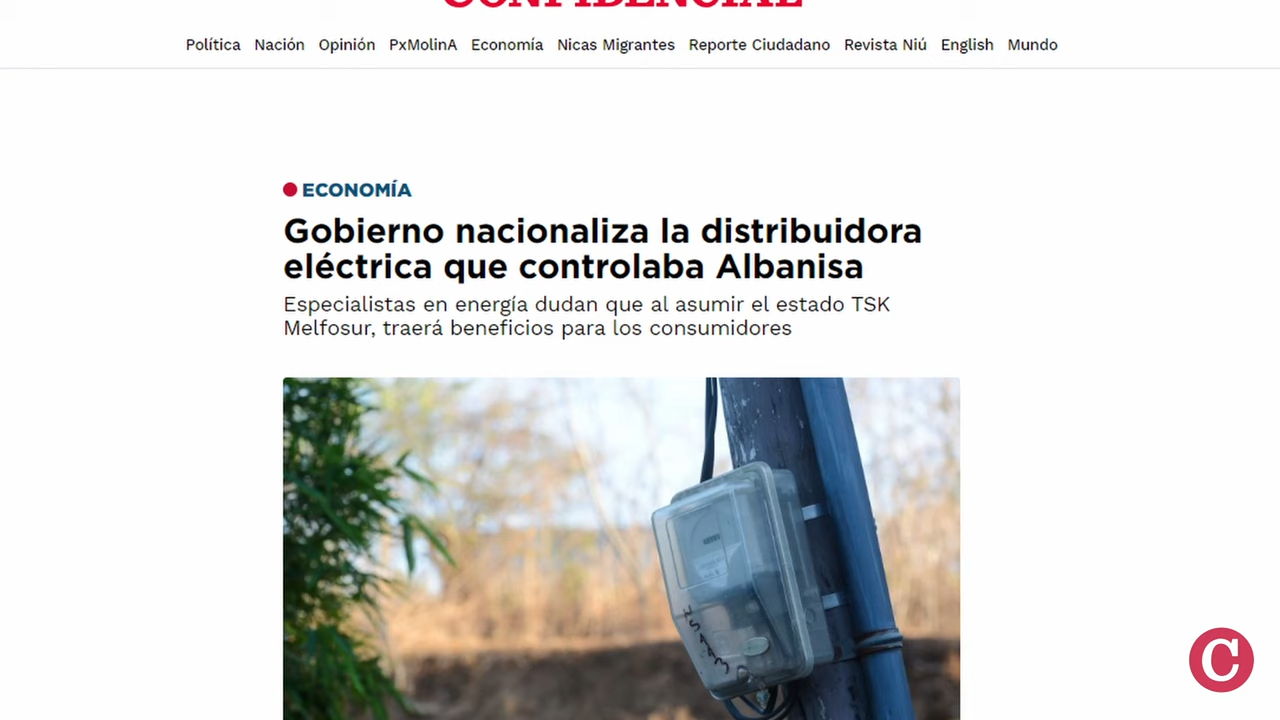 CONFIDENCIAL
Política Nación Opinión PxMolinA Economía Nicas Migrantes Reporte Ciudadano Revista Niú English Mundo
ECONOMÍA
Gobierno nacionaliza la distribuidora
eléctrica que controlaba Albanisa
Especialistas en energía dudan que al asumir el estado TSK
Melfosur, traerá beneficios para los consumidores
C